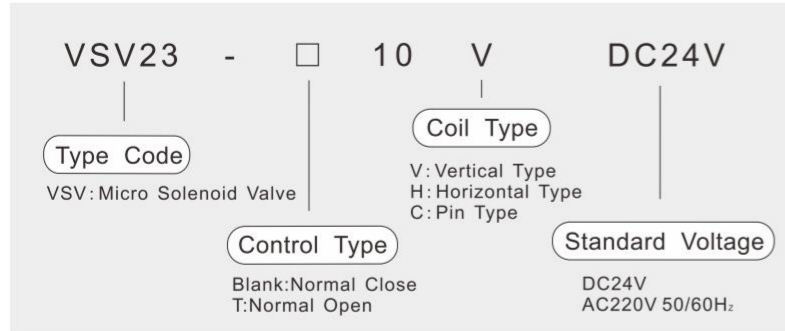 VSV23 - □ 10 V DC24V
Type Code
VSV: Micro Solenoid Valve
Control Type
Blank:Normal Close
T:Normal Open
Coil Type
V: Vertical Type
H: Horizontal Type
C: Pin Type
Standard Voltage
DC24V
AC220V 50/60Hz